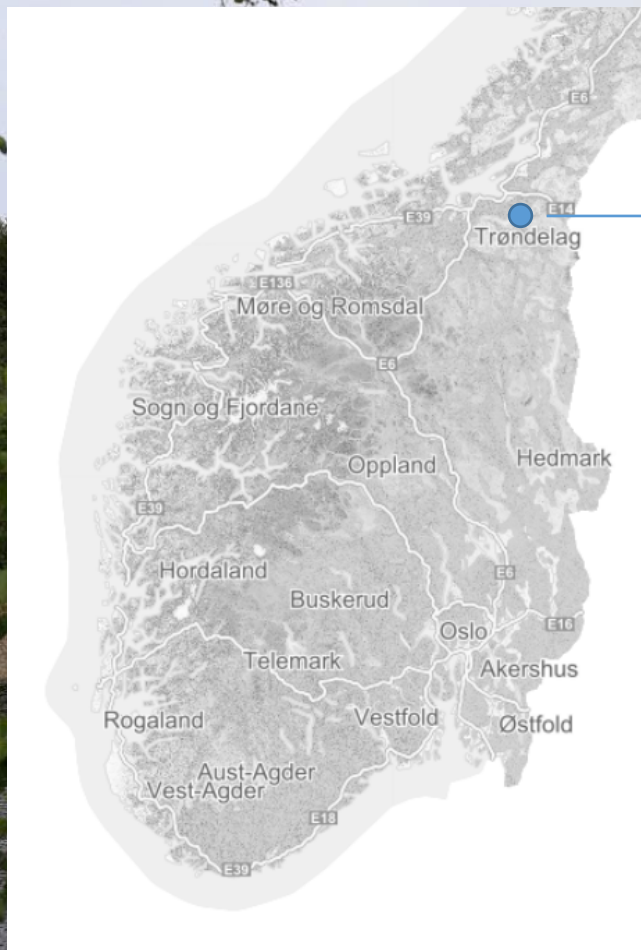 E6
E14
E39
Trøndelag
E136
Møre og Romsdal
E6
Sogn og Fjordane
Oppland
Hedmark
E39
Hordaland
E6
Buskerud
E16
Oslo
Telemark
Akershus
Rogaland
Vestfold
Østfold
Aust-Agder
Vest-Agder
E18
E39